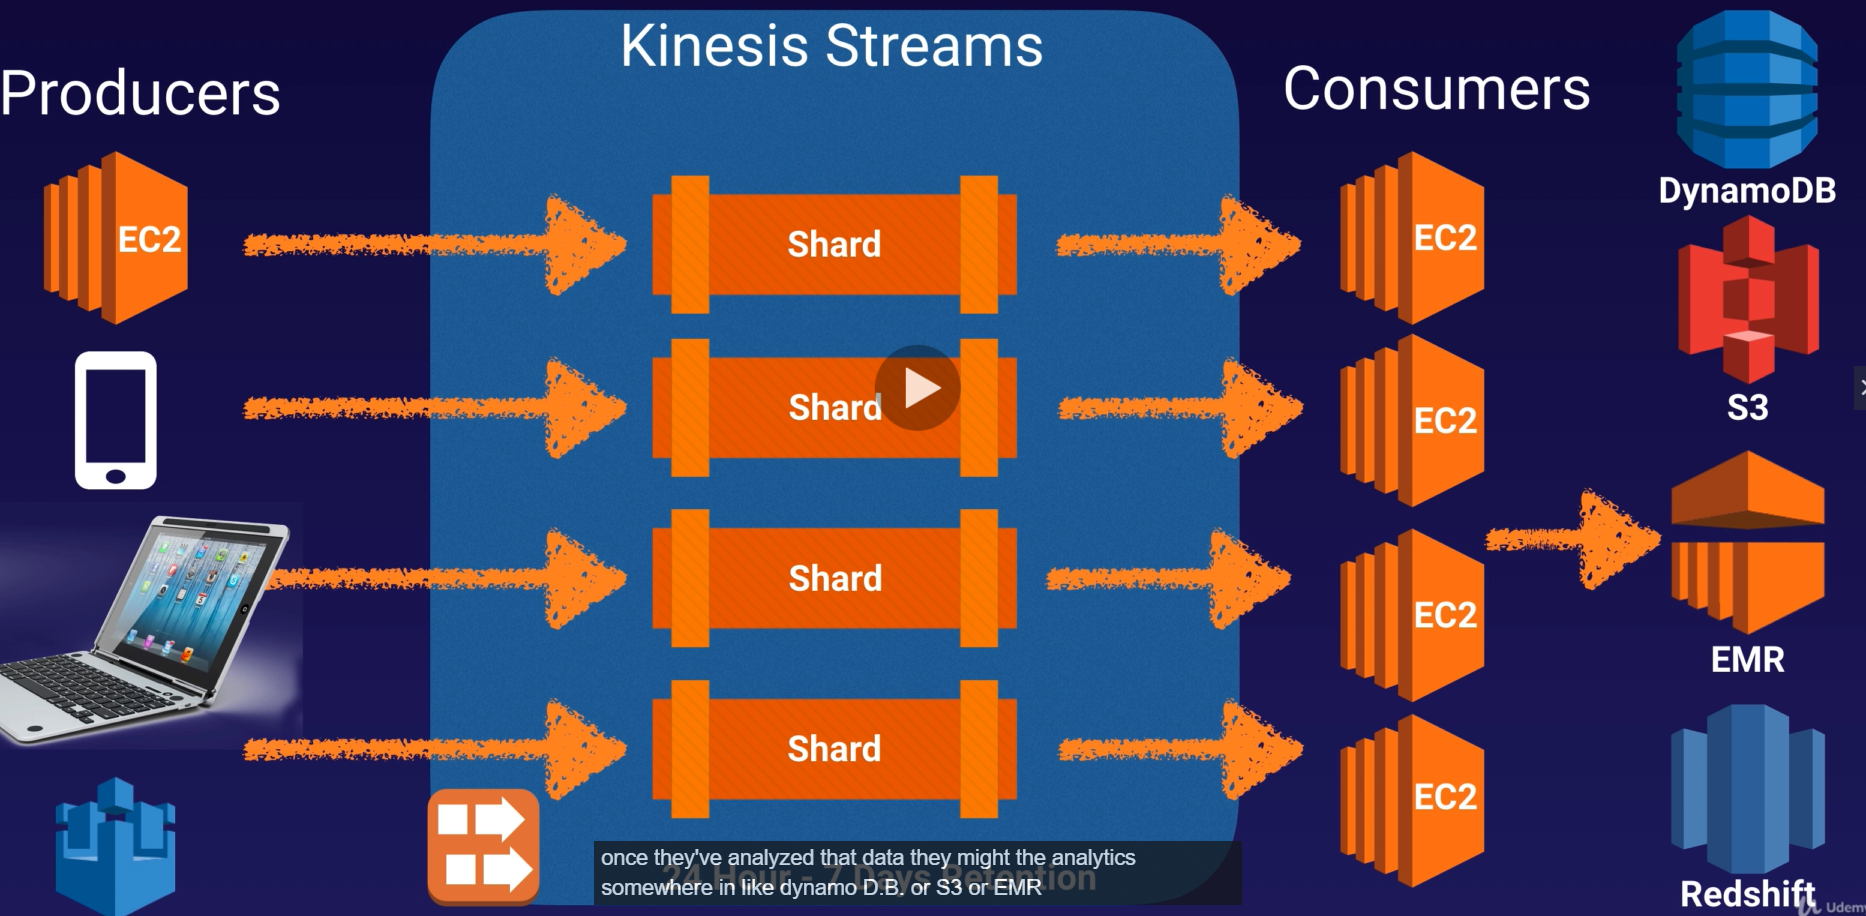 Kinesis Streams
Producers
Consumers
EC2
Shard
EC2
DynamoDB
Shard
EC2
S3
Shard
EC2
EMR
Shard
EC2
24 Hour - 7 Days Retention
once they've analyzed that data they might the analytics
somewhere in like dynamo D.B. or S3 or EMR
Redshift
Udemy